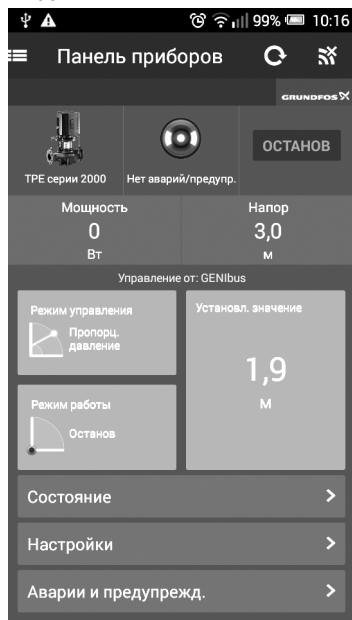 99% 10:16
Панель приборов
GRUNDFOS
TPE серии 2000
Нет аварий/предупр.
ОСТАНОВ
Мощность
0
Вт
Напор
3,0
м
Управление от: GENIbus
Режим управления
Пропорц.
давление
Установл. значение
1,9
м
Режим работы
Останов
Состояние
Настройки
Аварии и предупрежд.